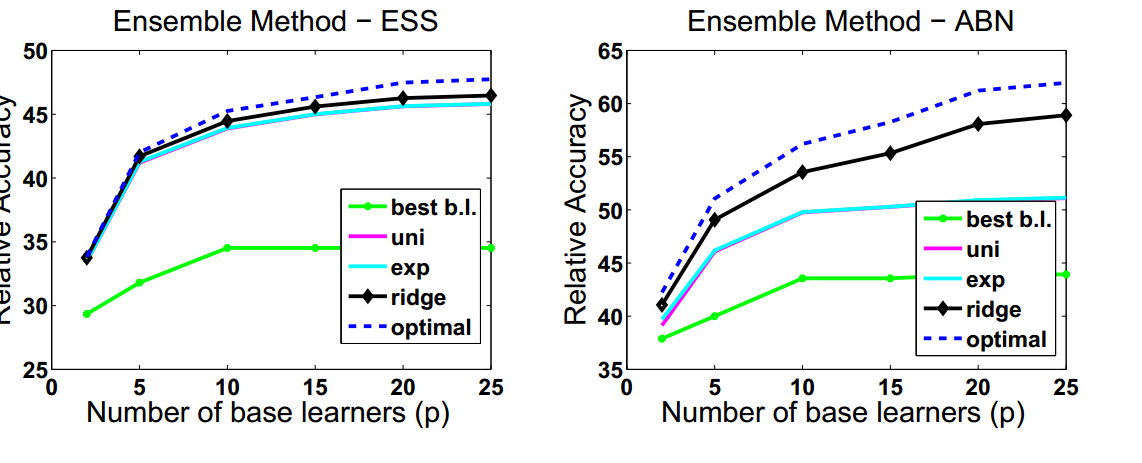 Ensemble Method − ESS
Relative Accuracy
50
45
40
35
30
25
0 5 10 15 20 25
Number of base learners (p)
best b.l.
uni
exp
ridge
optimal
Ensemble Method − ABN
Relative Accuracy
65
60
55
50
45
40
35
0 5 10 15 20 25
Number of base learners (p)
best b.l.
uni
exp
ridge
optimal